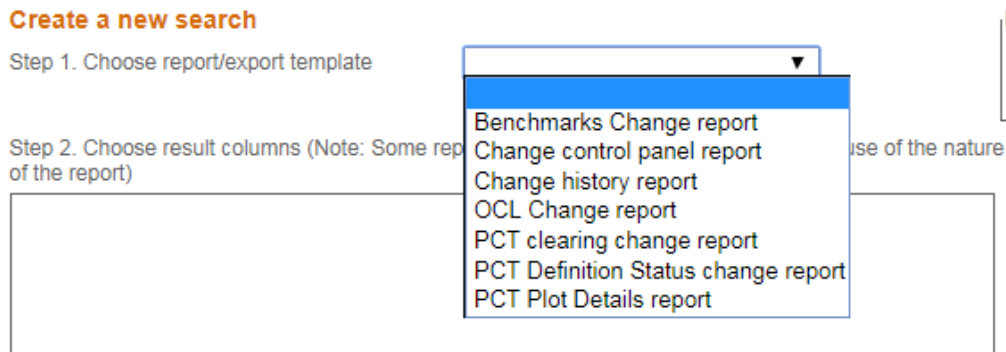 Create a new search
Step 1. Choose report/export template
Benchmarks Change report
Change control panel report
Change history report
OCL Change report
PCT clearing change report
PCT Definition Status change report
PCT Plot Details report
Step 2. Choose result columns (Note: Some rep
use of the nature
of the report)